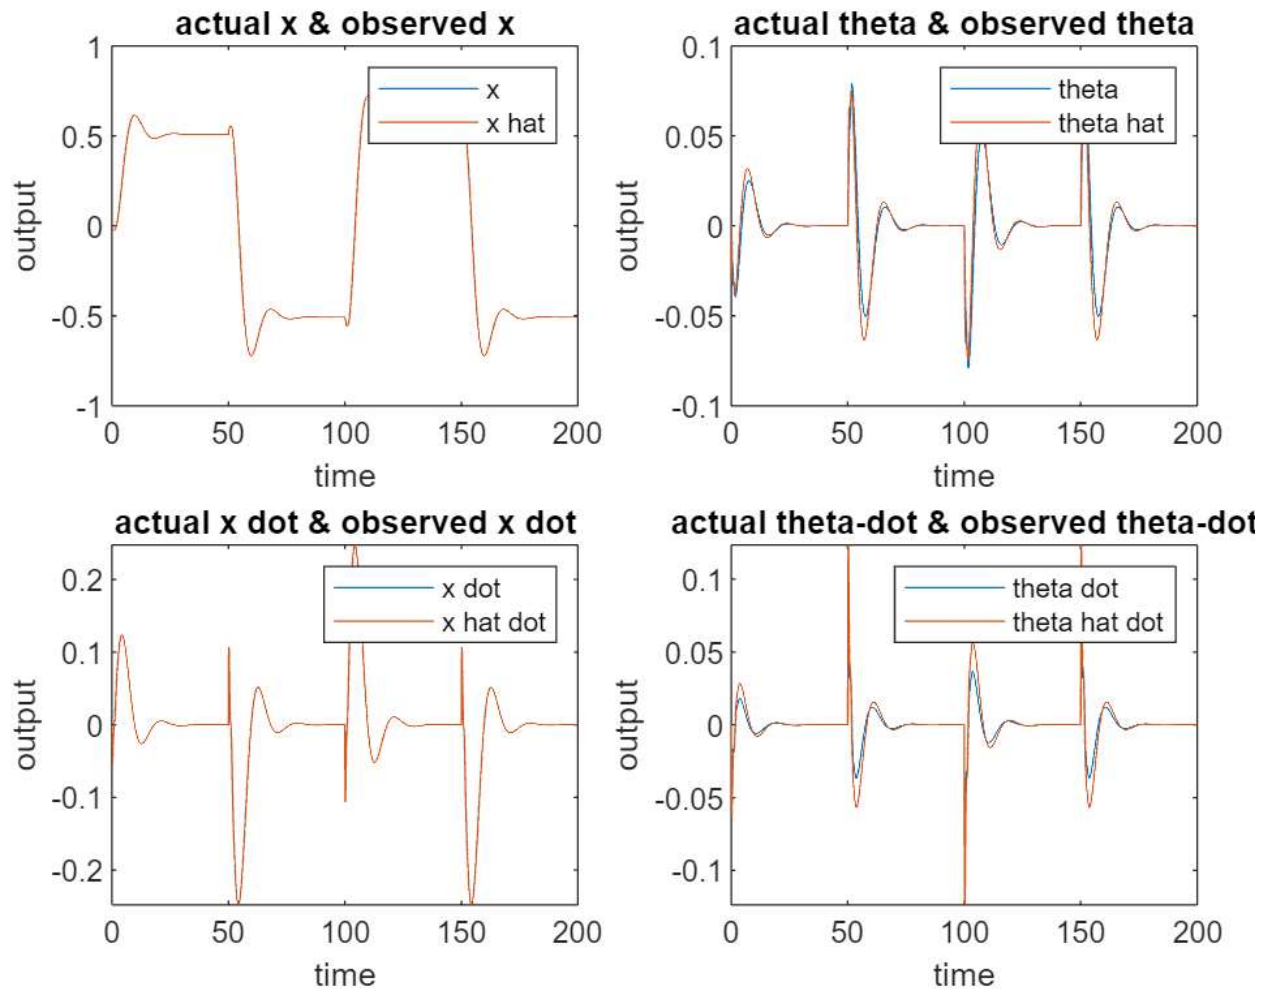 actual x & observed x
1
0.5
0
-0.5
-1
output
0
50
100
150
200
time
x
x hat
actual theta & observed theta
0.1
0.05
0
-0.05
-0.1
output
0
50
100
150
200
time
theta
theta hat
actual x dot & observed x dot
0.2
0.1
0
-0.1
-0.2
output
0
50
100
150
200
time
x dot
x hat dot
actual theta-dot & observed theta-dot
0.1
0.05
0
-0.05
-0.1
output
0
50
100
150
200
time
theta dot
theta hat dot